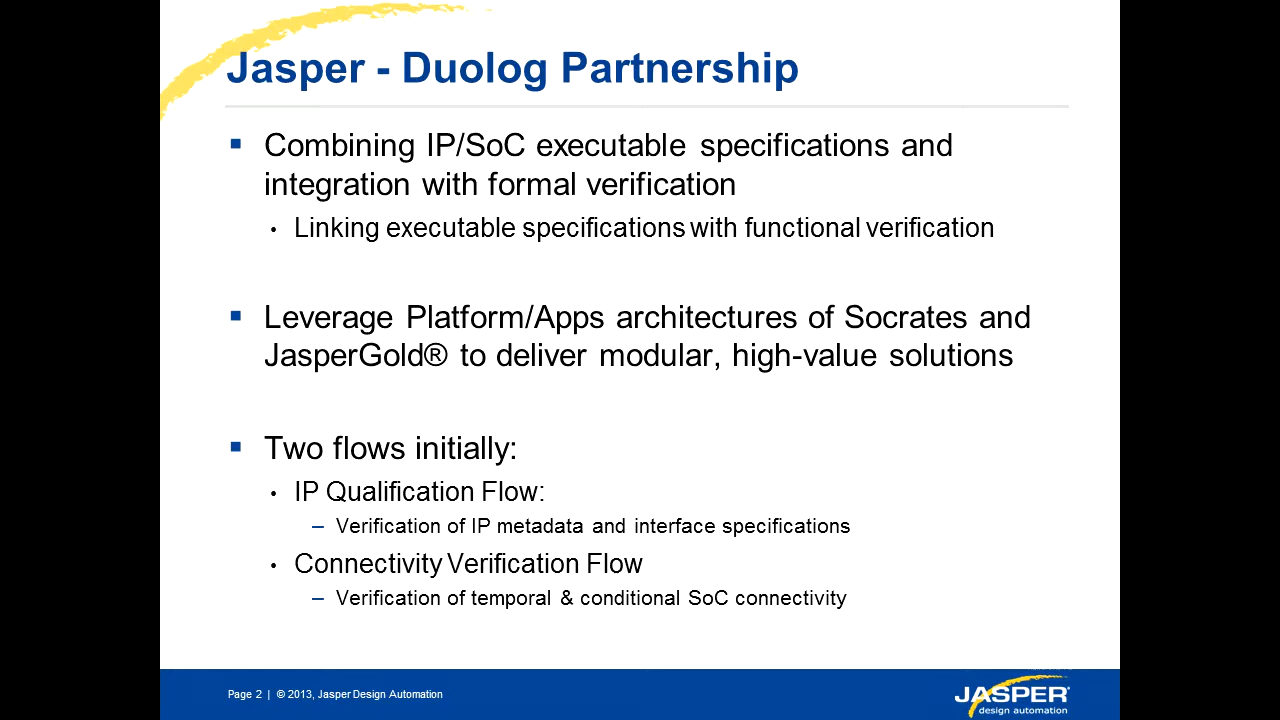 Jasper - Duolog Partnership
▪ Combining IP/SoC executable specifications and
integration with formal verification
• Linking executable specifications with functional verification
▪ Leverage Platform/Apps architectures of Socrates and
JasperGold® to deliver modular, high-value solutions
▪ Two flows initially:
• IP Qualification Flow:
– Verification of IP metadata and interface specifications
• Connectivity Verification Flow
– Verification of temporal & conditional SoC connectivity
Page 2 | © 2013, Jasper Design Automation
JASPER®
design automation